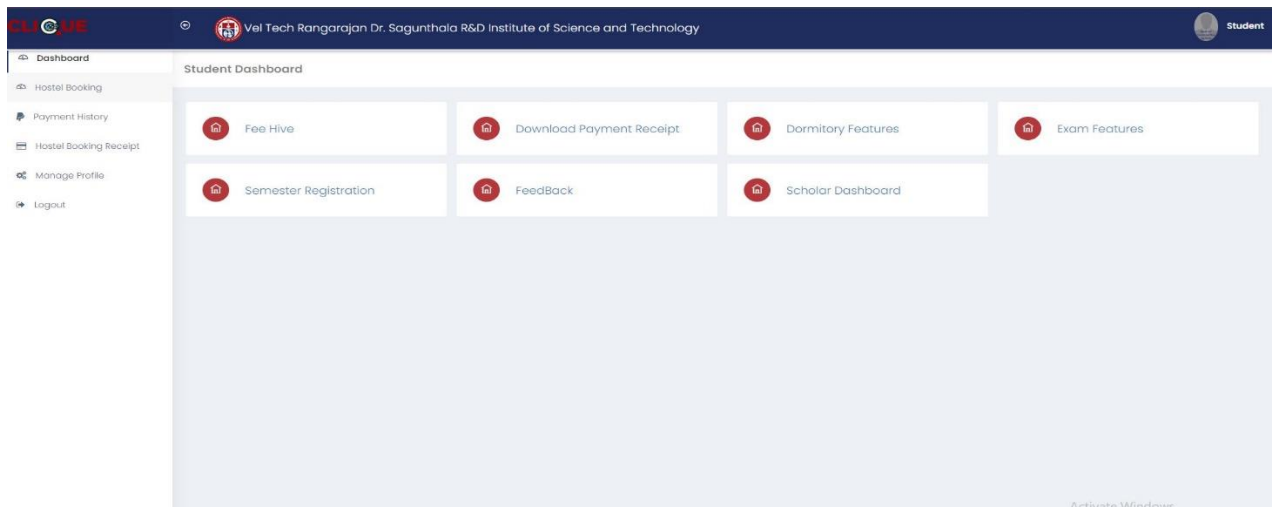 CLIQUE
Vel Tech Rangarajan Dr. Sagunthala R&D Institute of Science and Technology
Student
Dashboard
Hostel Booking
Payment History
Hostel Booking Receipt
Manage Profile
Logout
Student Dashboard
Fee Hive
Download Payment Receipt
Dormitory Features
Exam Features
Semester Registration
FeedBack
Scholar Dashboard
Activate Windows